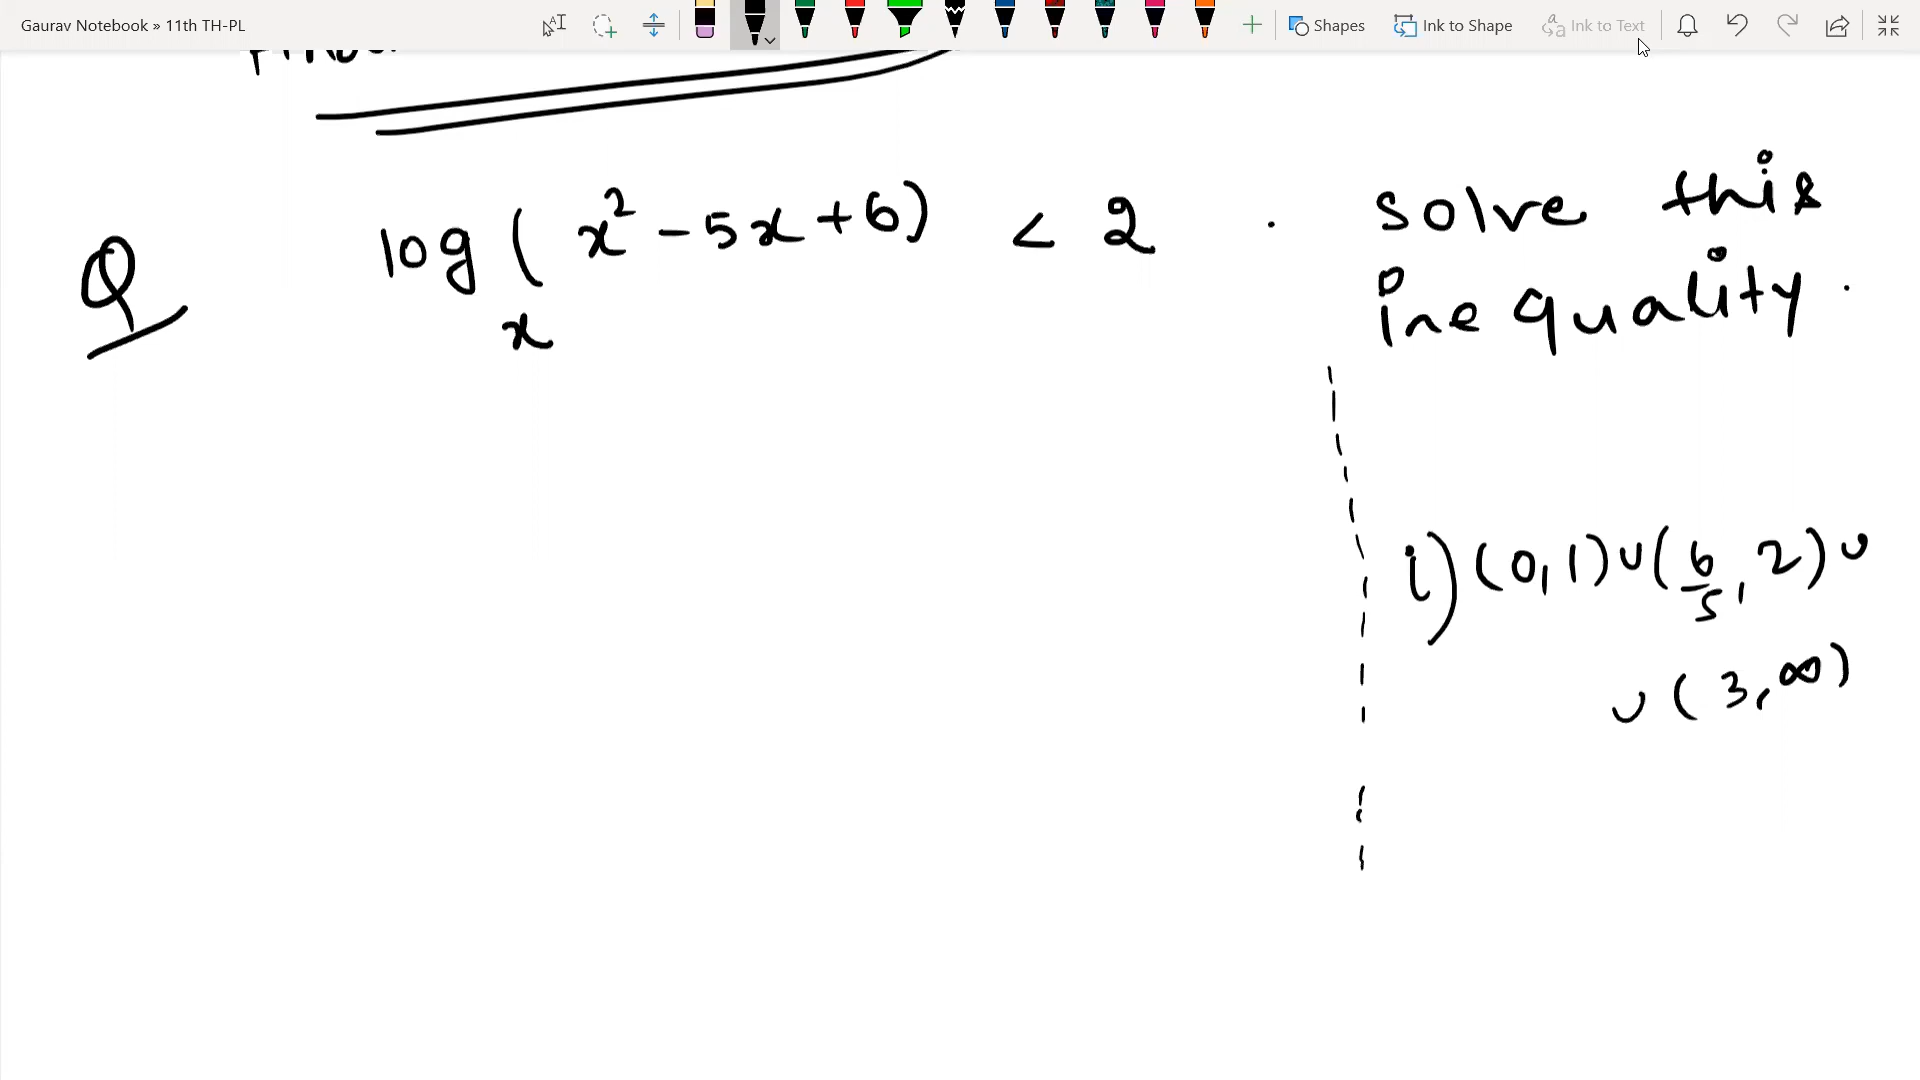 Gaurav Notebook » 11th TH-PL
Shapes
Ink to Shape
Ink to Text
Q log_x(x²-5x+6) < 2 . solve this
inequality.
i) (0,1)∪(6/5,2)∪
∪(3,∞)